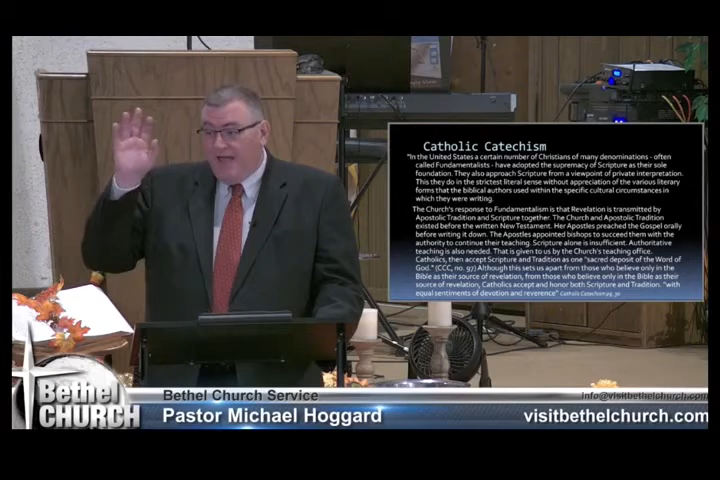 Catholic Catechism
"In the United States a certain number of Christians of many denominations - often
called Fundamentalists - have adopted the supremacy of Scripture as their sole
foundation. They also approach Scripture from a viewpoint of private interpretation.
This they do in the strictest literal sense without appreciation of the various literary
forms that the biblical authors used within the specific cultural circumstances in
which they were writing.
The Church's response to Fundamentalism is that Revelation is transmitted by
Apostolic Tradition and Scripture together. The Church and Apostolic Tradition
existed before the written New Testament. Her Apostles preached the Gospel orally
before writing it down. The Apostles appointed bishops to succeed them with the
authority to continue their teaching. Scripture alone is insufficient. Authoritative
teaching is also needed. That is given to us by the Church's teaching office.
Catholics, then accept Scripture and Tradition as one "sacred deposit of the Word of
God." (CCC, no. 97) Although this sets us apart from those who believe only in the
Bible as their source of revelation, from those who believe only in the Bible as their
source of revelation, Catholics accept and honor both Scripture and Tradition. "with
equal sentiments of devotion and reverence" Catholic Catechism pg. 30
Bethel
CHURCH
Bethel Church Service
info@visitbethelchurch.com
Pastor Michael Hoggard
visitbethelchurch.com